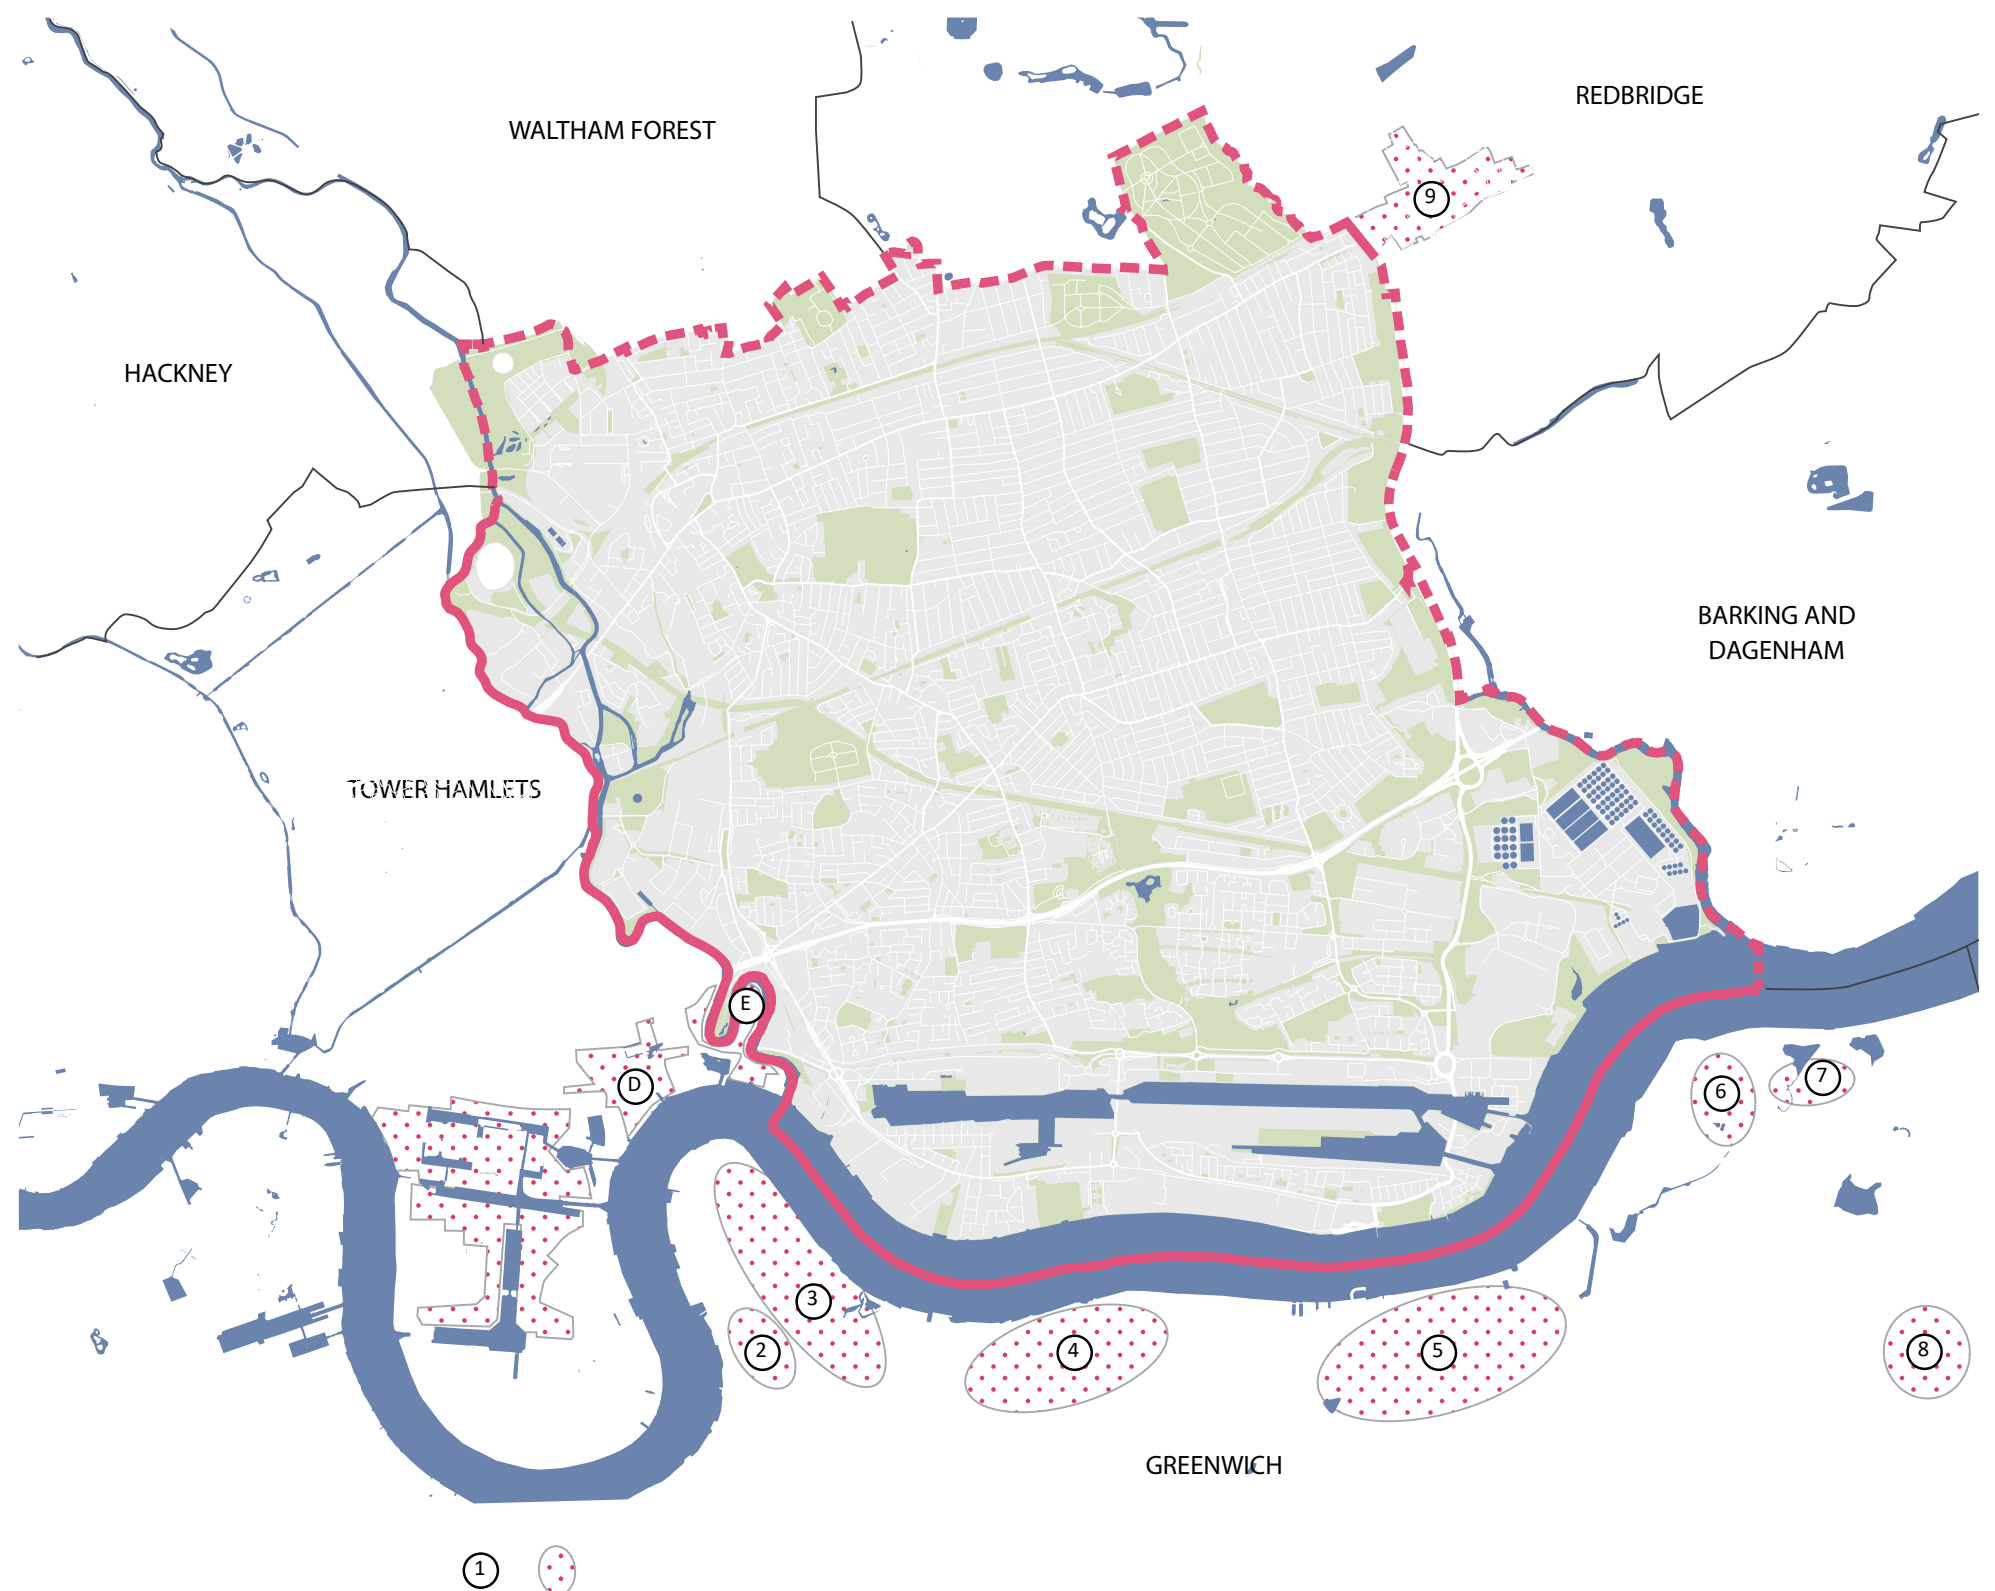 REDBRIDGE
WALTHAM FOREST
9
HACKNEY
BARKING AND
DAGENHAM
TOWER HAMLETS
E
D
6
7
3
2
4
5
8
GREENWICH
1